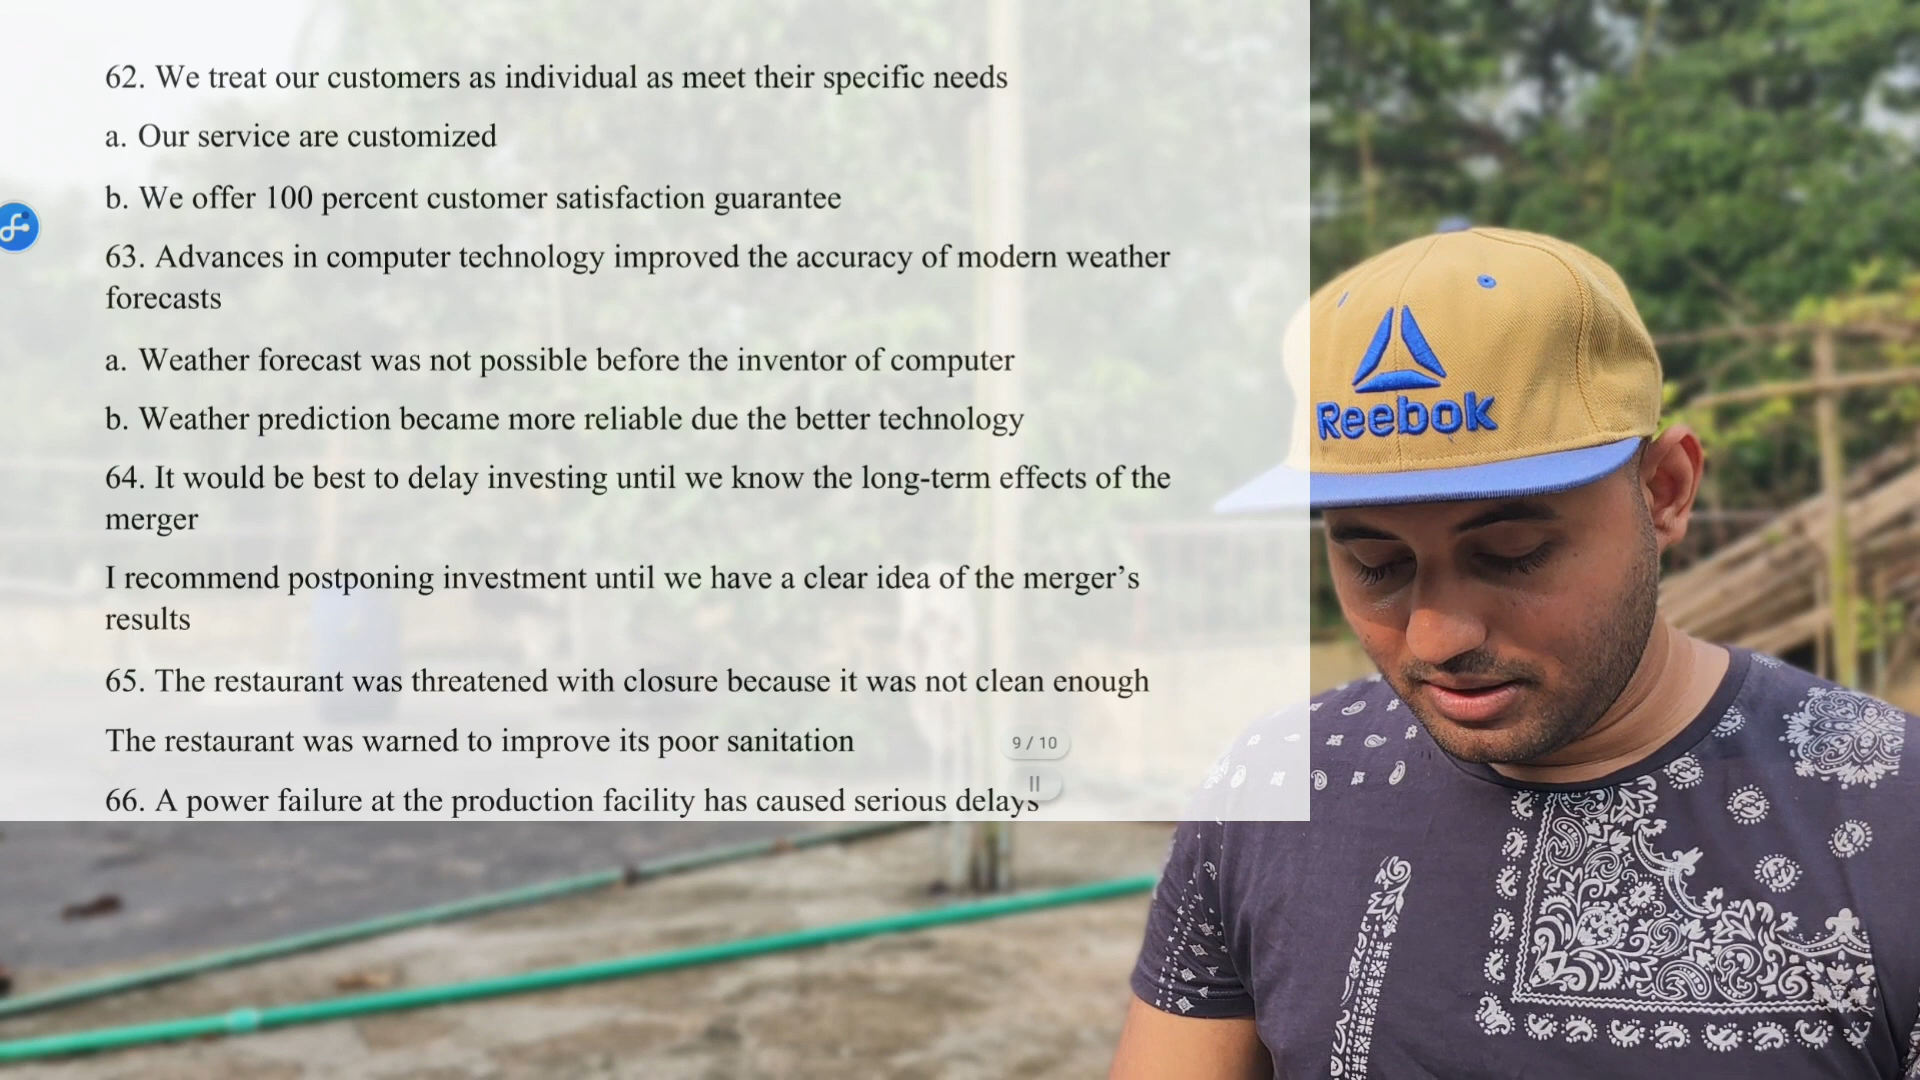 62. We treat our customers as individual as meet their specific needs
a. Our service are customized
b. We offer 100 percent customer satisfaction guarantee
63. Advances in computer technology improved the accuracy of modern weather
forecasts
a. Weather forecast was not possible before the inventor of computer
b. Weather prediction became more reliable due the better technology
64. It would be best to delay investing until we know the long-term effects of the
merger
I recommend postponing investment until we have a clear idea of the merger’s
results
65. The restaurant was threatened with closure because it was not clean enough
The restaurant was warned to improve its poor sanitation
9 / 10
66. A power failure at the production facility has caused serious delays
Reebok